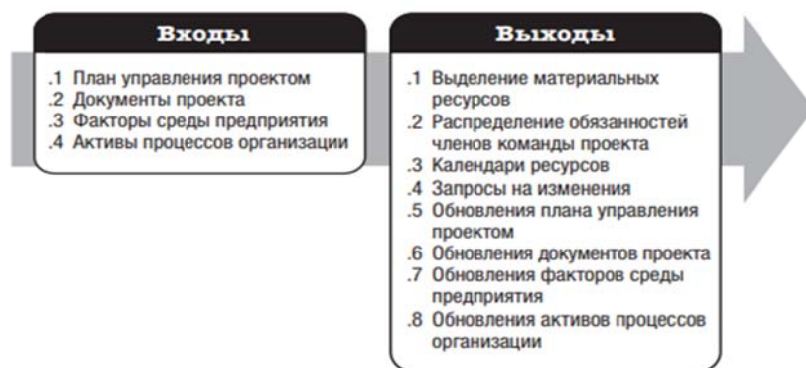 Входы
.1 План управления проектом
.2 Документы проекта
.3 Факторы среды предприятия
.4 Активы процессов организации
Выходы
.1 Выделение материальных
ресурсов
.2 Распределение обязанностей
членов команды проекта
.3 Календари ресурсов
.4 Запросы на изменения
.5 Обновления плана управления
проектом
.6 Обновления документов проекта
.7 Обновления факторов среды
предприятия
.8 Обновления активов процессов
организации